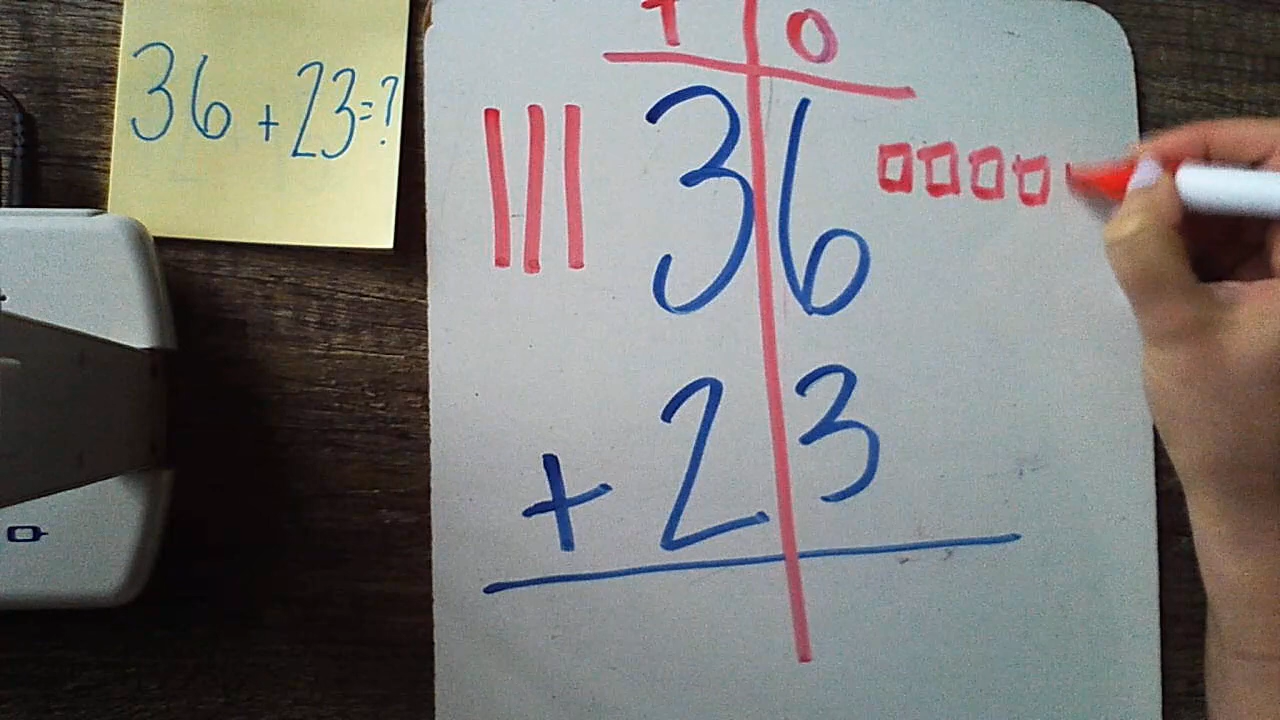 36 + 23 = ?
T O
36
+ 23